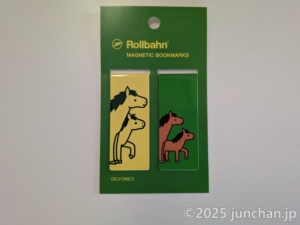 Rollbahn®
MAGNETIC BOOKMARKS
DELFONICS
©2025 junchan.jp